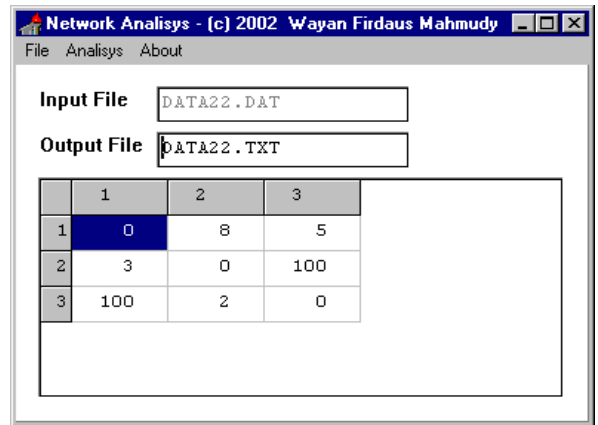 Network Analisys - (c) 2002 Wayan Firdaus Mahmudy
File Analisys About
Input File DATA22.DAT
Output File DATA22.TXT
1 2 3
1 0 8 5
2 3 0 100
3 100 2 0